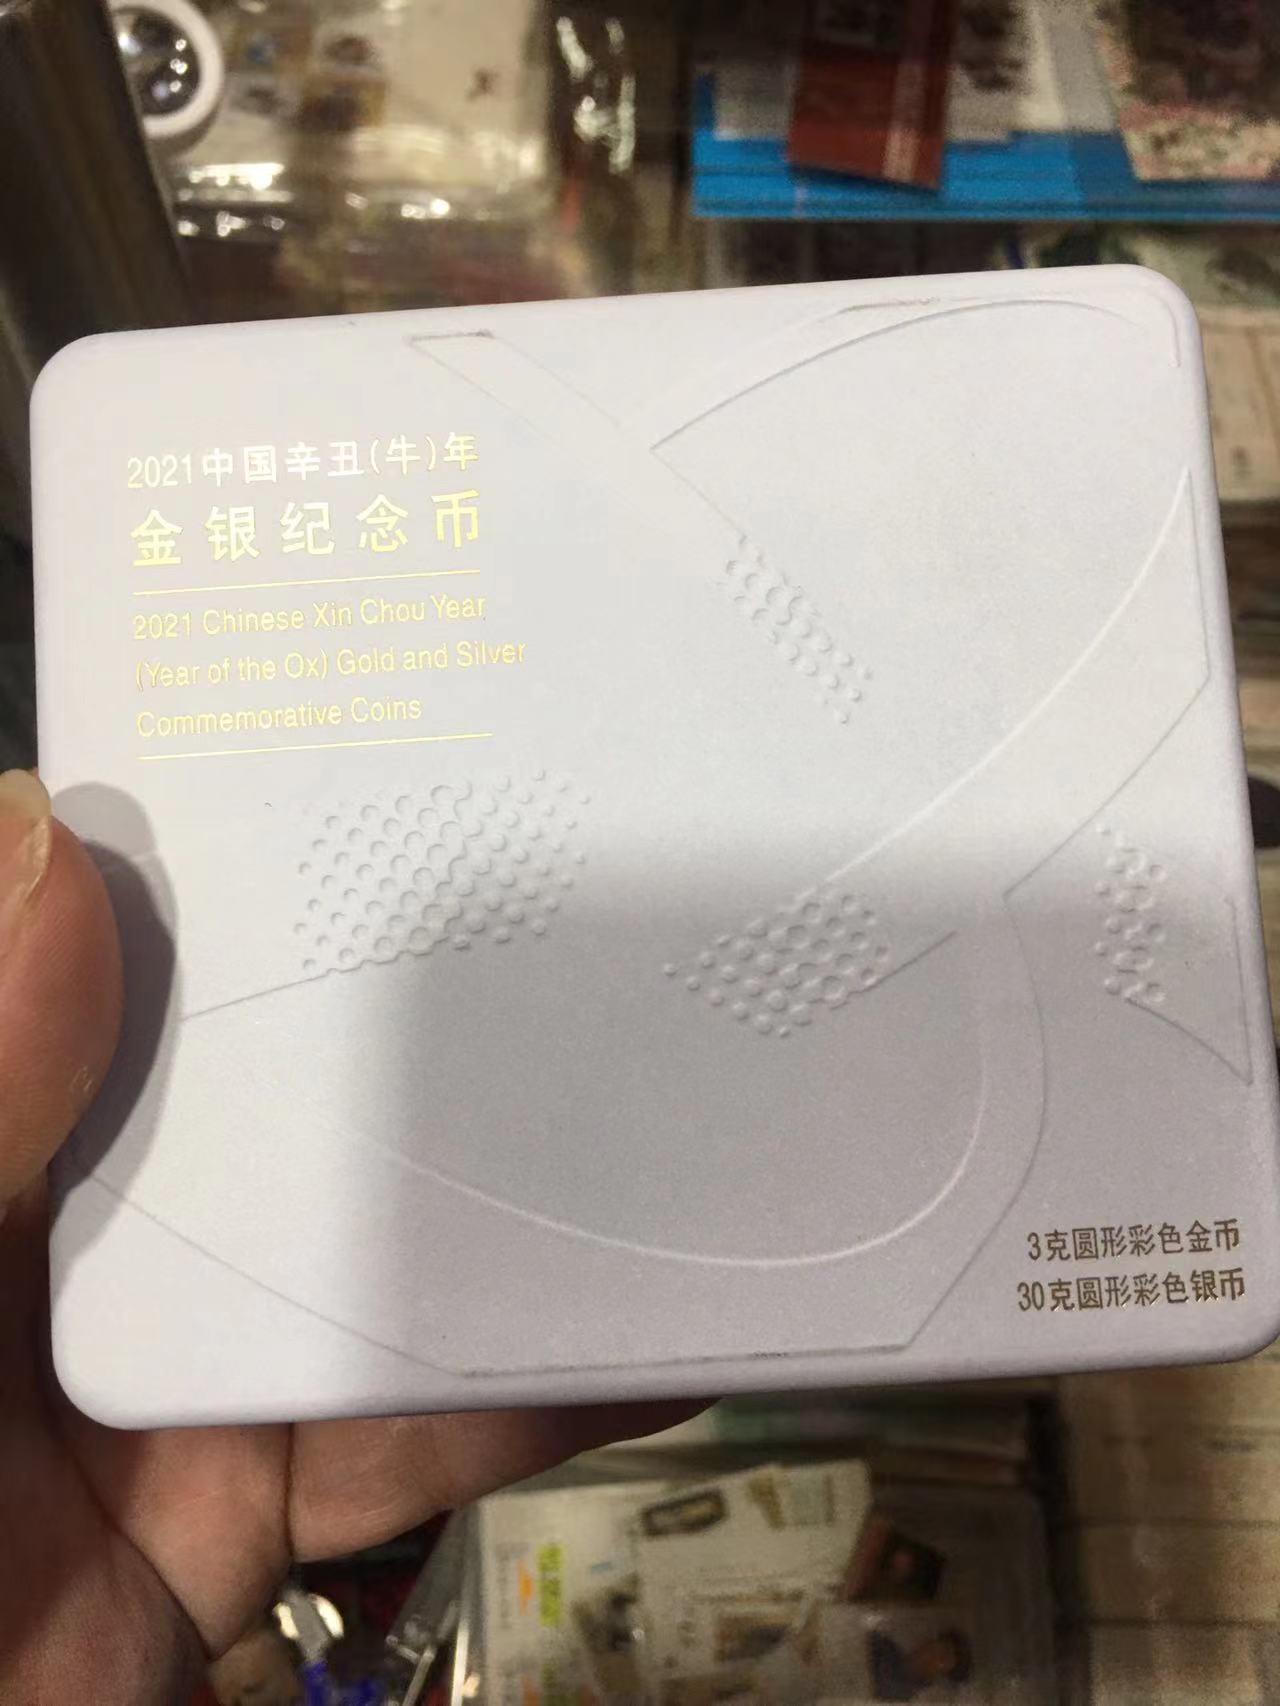 2021中国辛丑(牛)年
金银纪念币
2021 Chinese Xin Chou Year
(Year of the Ox) Gold and Silver
Commemorative Coins
3克圆形彩色金币
30克圆形彩色银币